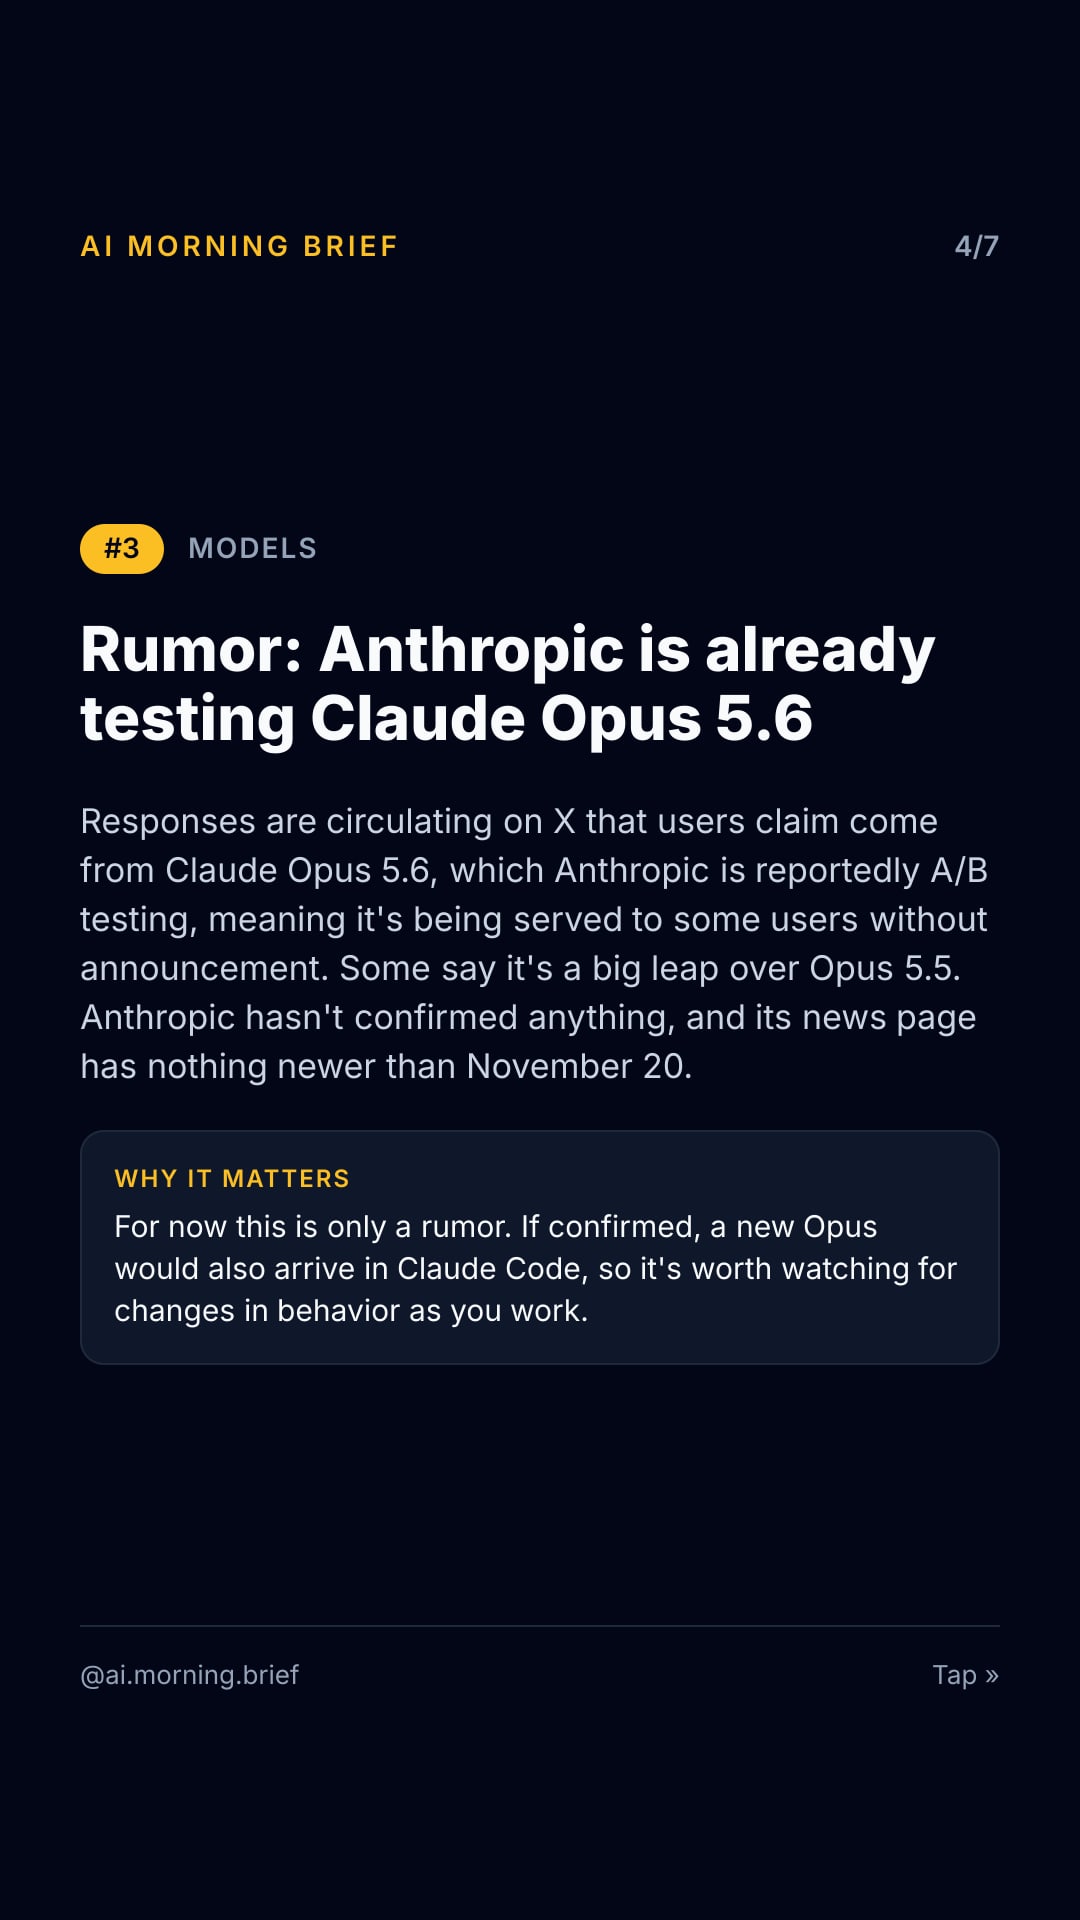 AI MORNING BRIEF
4/7
#3 MODELS
Rumor: Anthropic is already
testing Claude Opus 5.6
Responses are circulating on X that users claim come
from Claude Opus 5.6, which Anthropic is reportedly A/B
testing, meaning it's being served to some users without
announcement. Some say it's a big leap over Opus 5.5.
Anthropic hasn't confirmed anything, and its news page
has nothing newer than November 20.
WHY IT MATTERS
For now this is only a rumor. If confirmed, a new Opus
would also arrive in Claude Code, so it's worth watching for
changes in behavior as you work.
@ai.morning.brief
Tap »